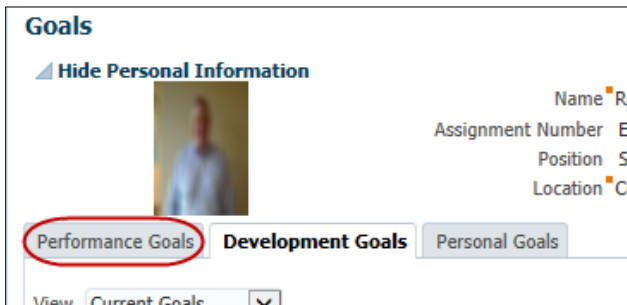 Goals
Hide Personal Information
Name R
Assignment Number E
Position S
Location C
Performance Goals Development Goals Personal Goals
View Current Goals